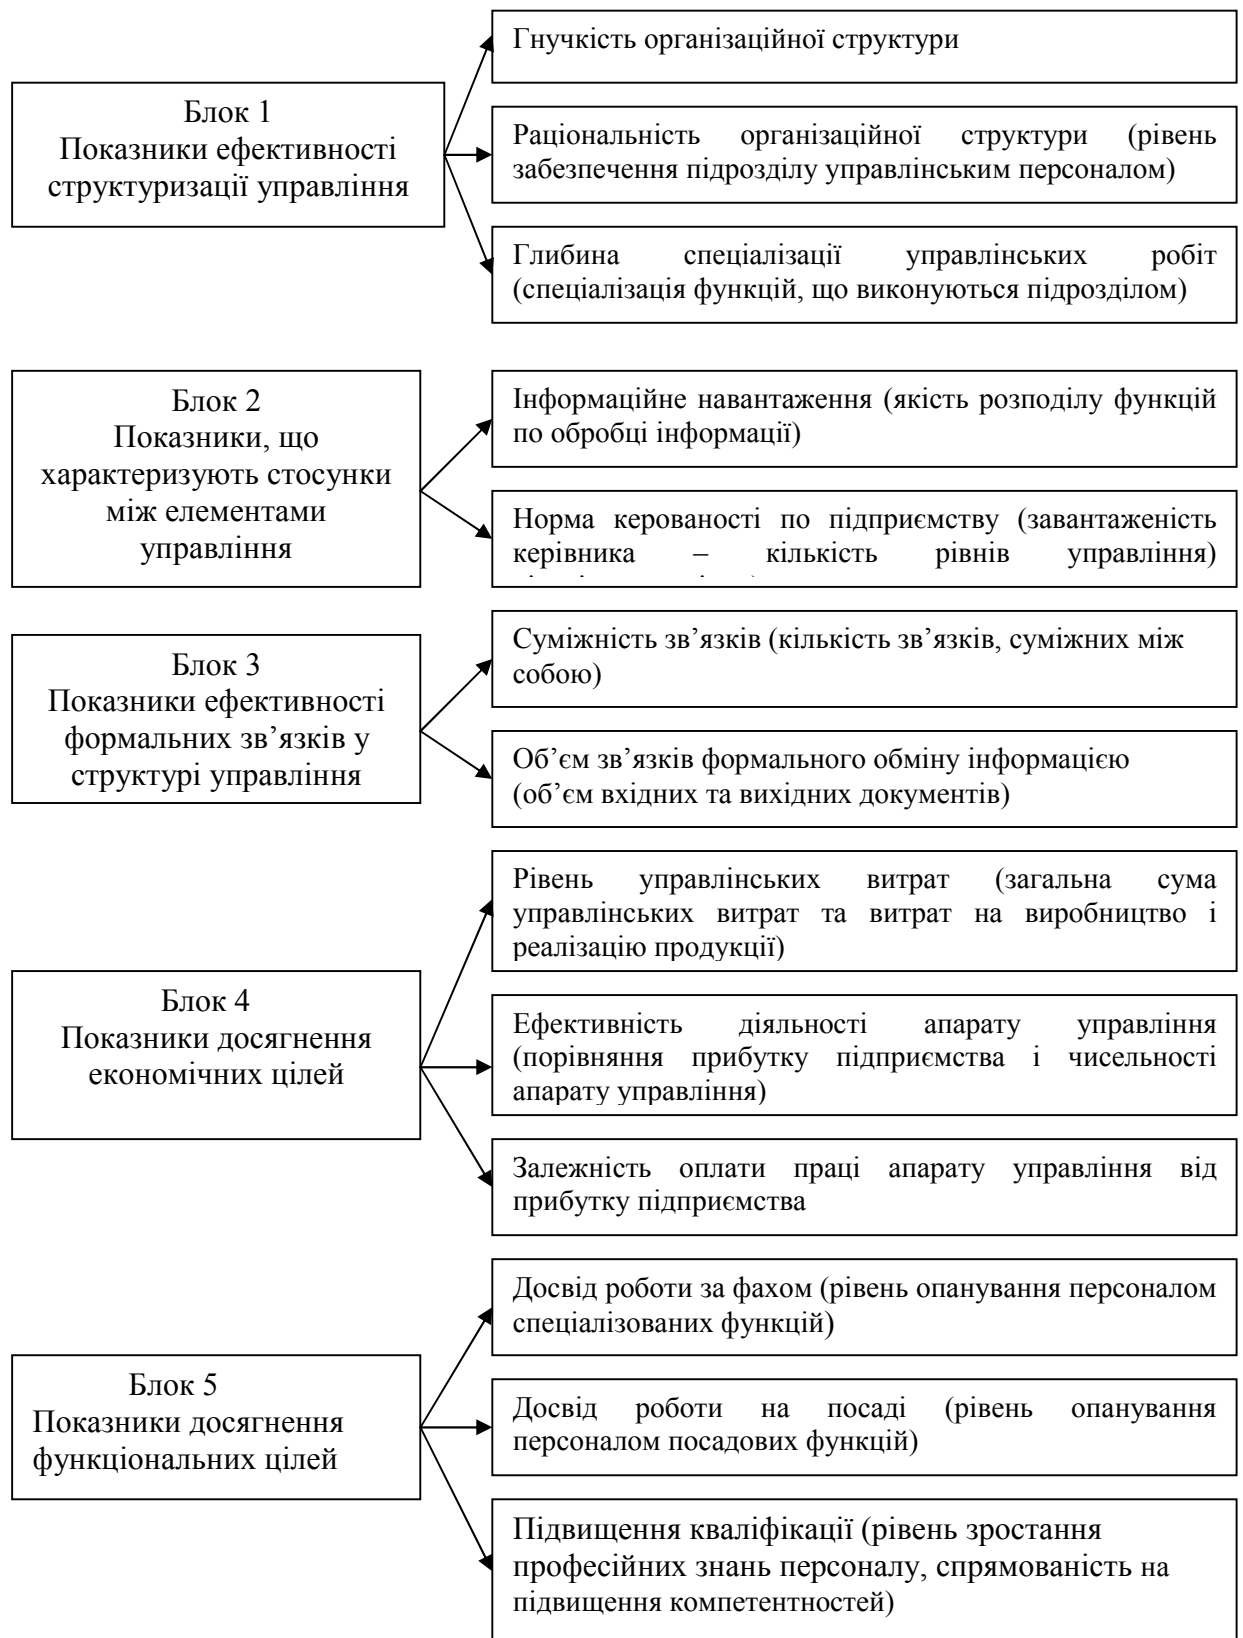 Гнучкість організаційної структури
Блок 1
Показники ефективності
структуризації управління
Раціональність організаційної структури (рівень
забезпечення підрозділу управлінським персоналом)
Глибина спеціалізації управлінських робіт
(спеціалізація функцій, що виконуються підрозділом)
Блок 2
Показники, що
характеризують стосунки
між елементами
управління
Інформаційне навантаження (якість розподілу функцій
по обробці інформації)
Норма керованості по підприємству (завантаженість
керівника – кількість рівнів управління)
Блок 3
Показники ефективності
формальних зв’язків у
структурі управління
Суміжність зв’язків (кількість зв’язків, суміжних між
собою)
Об’єм зв’язків формального обміну інформацією
(об’єм вхідних та вихідних документів)
Блок 4
Показники досягнення
економічних цілей
Рівень управлінських витрат (загальна сума
управлінських витрат та витрат на виробництво і
реалізацію продукції)
Ефективність діяльності апарату управління
(порівняння прибутку підприємства і чисельності
апарату управління)
Залежність оплати праці апарату управління від
прибутку підприємства
Блок 5
Показники досягнення
функціональних цілей
Досвід роботи за фахом (рівень опанування персоналом
спеціалізованих функцій)
Досвід роботи на посаді (рівень опанування
персоналом посадових функцій)
Підвищення кваліфікації (рівень зростання
професійних знань персоналу, спрямованість на
підвищення компетентностей)